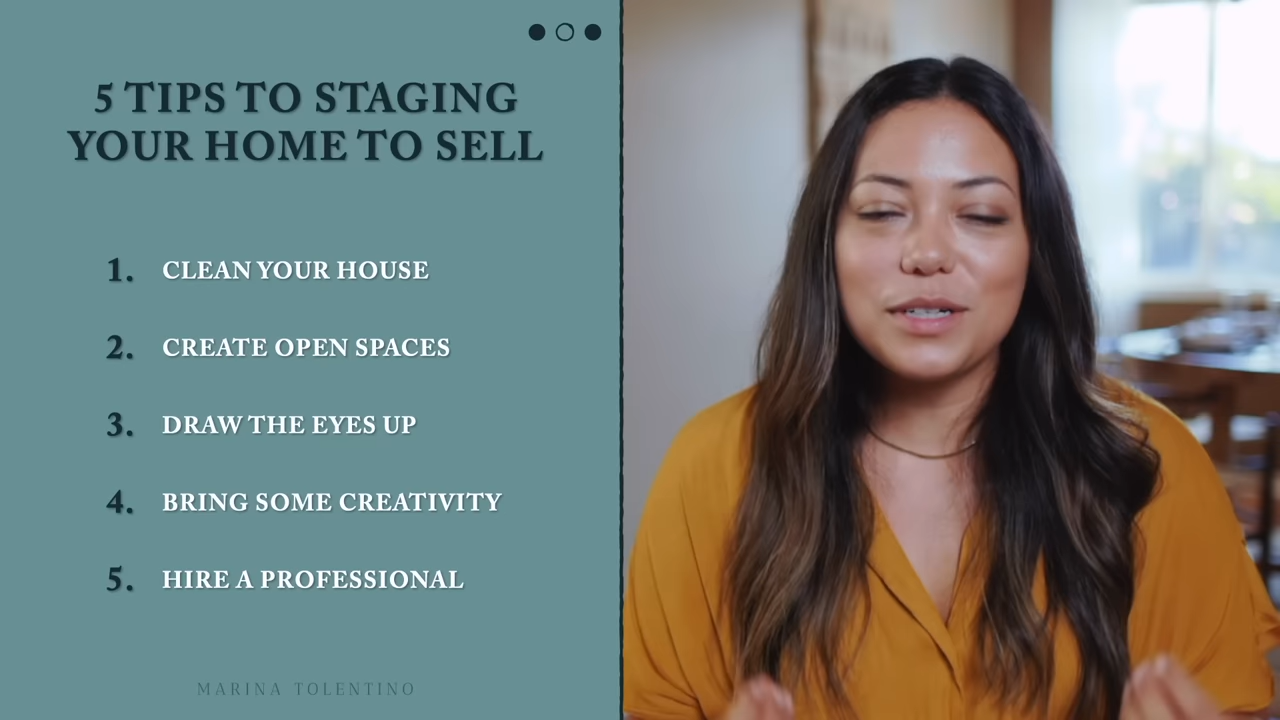 5 TIPS TO STAGING
YOUR HOME TO SELL
1. CLEAN YOUR HOUSE
2. CREATE OPEN SPACES
3. DRAW THE EYES UP
4. BRING SOME CREATIVITY
5. HIRE A PROFESSIONAL
MARINA TOLENTINO